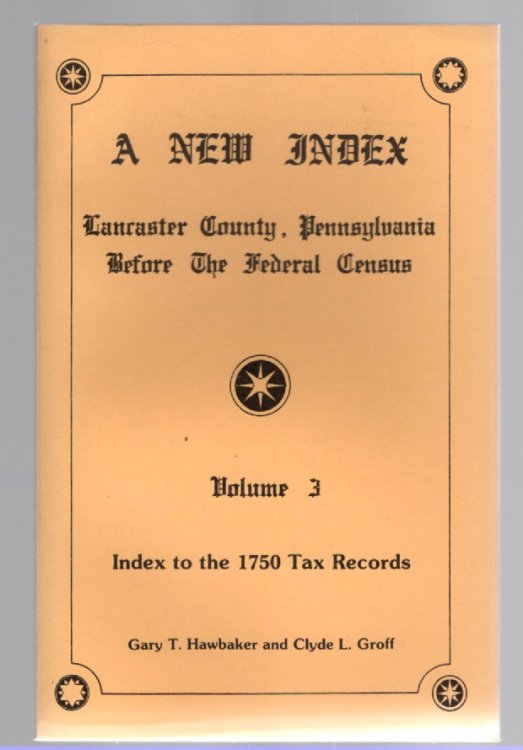 A NEW INDEX
Lancaster County, Pennsylvania
Before The Federal Census
Volume 3
Index to the 1750 Tax Records
Gary T. Hawbaker and Clyde L. Groff